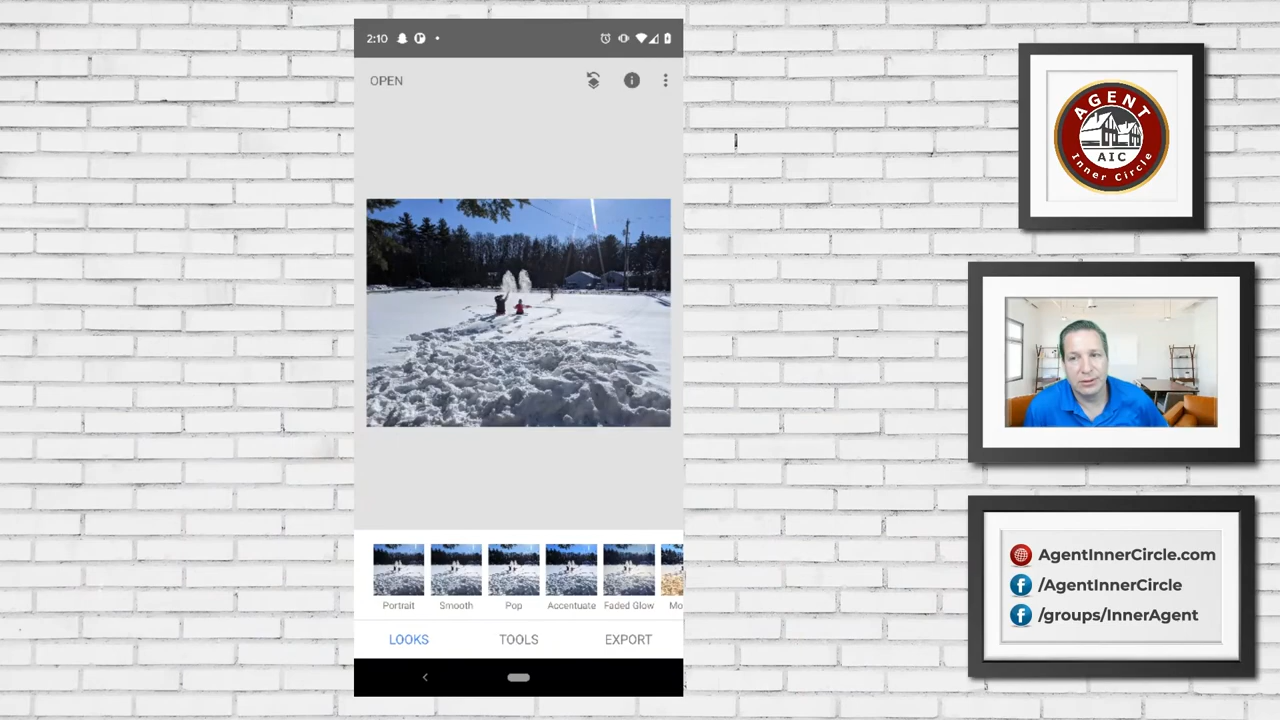 2:10
OPEN
AGENT
AIC
Inner Circle
Portrait
Smooth
Pop
Accentuate
Faded Glow
Mo
LOOKS
TOOLS
EXPORT
AgentInnerCircle.com
/AgentInnerCircle
/groups/InnerAgent